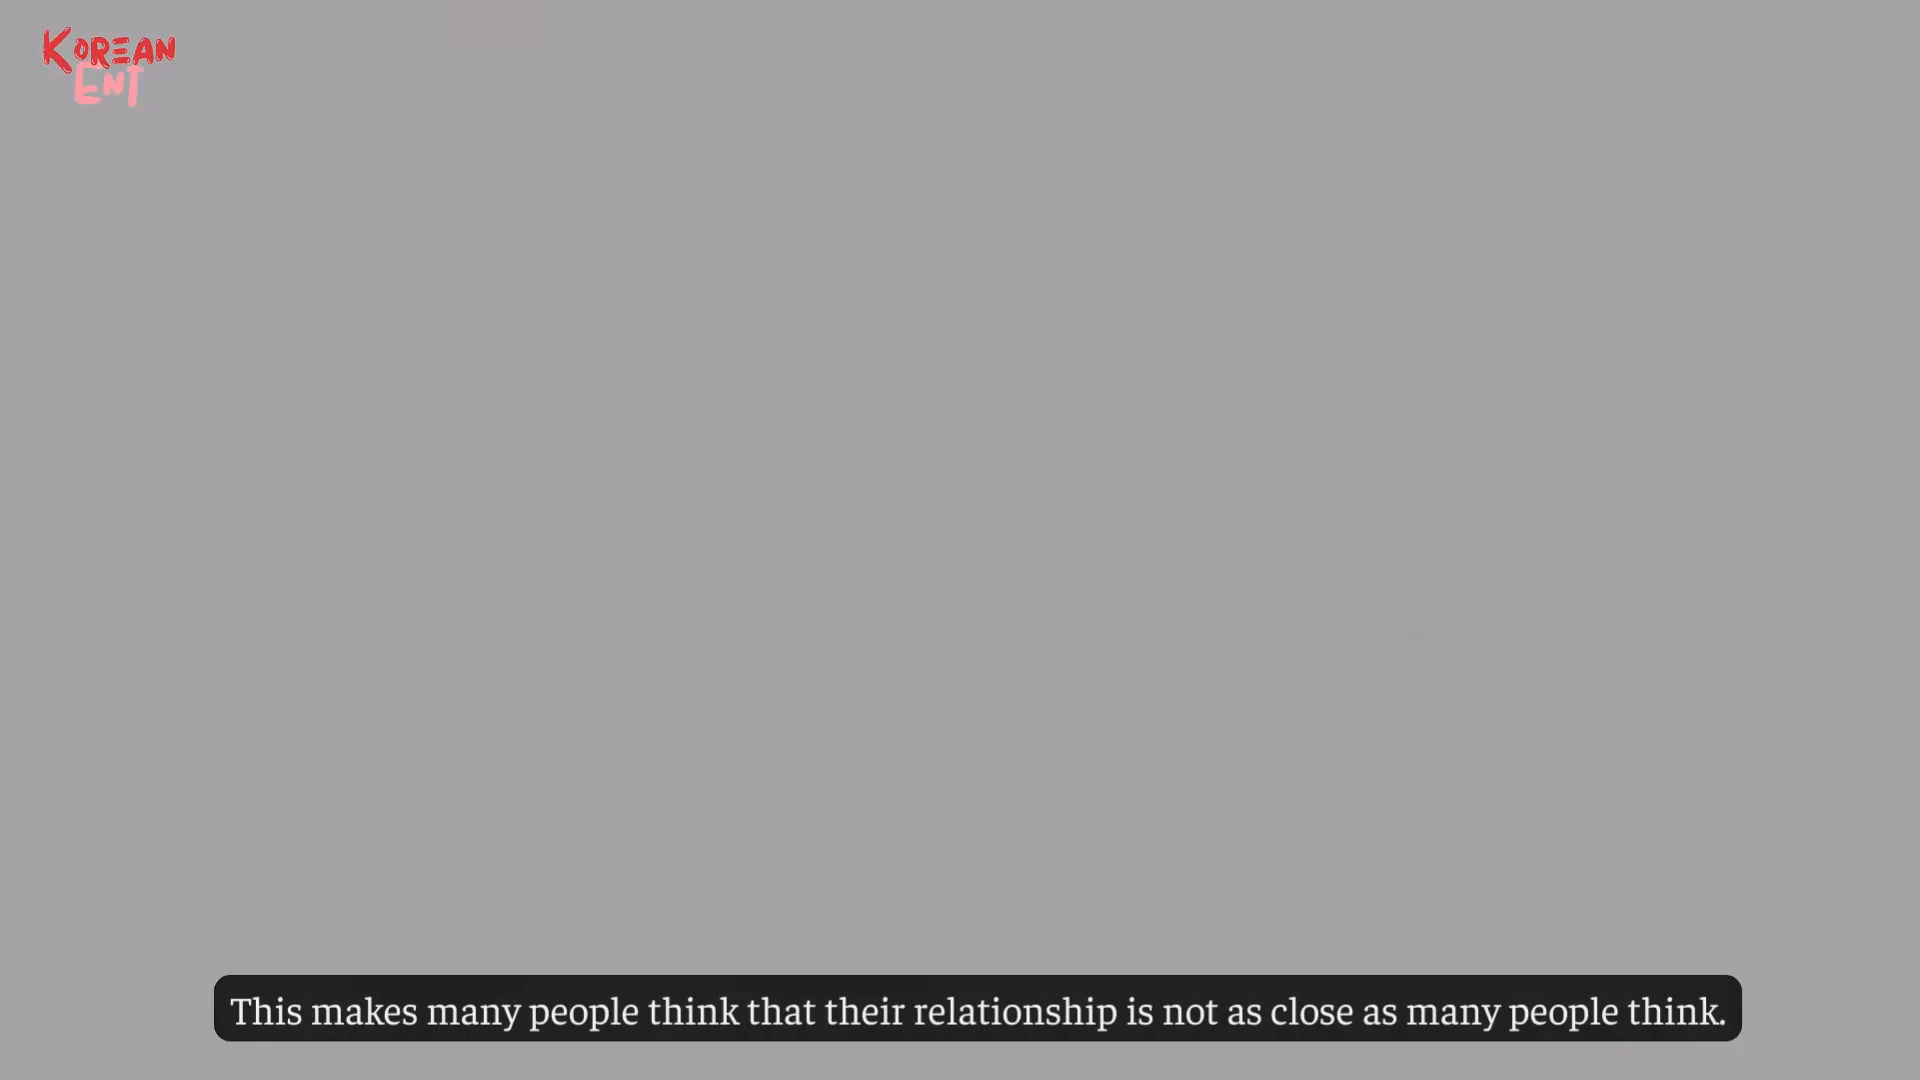 KOREAN
ENT
This makes many people think that their relationship is not as close as many people think.